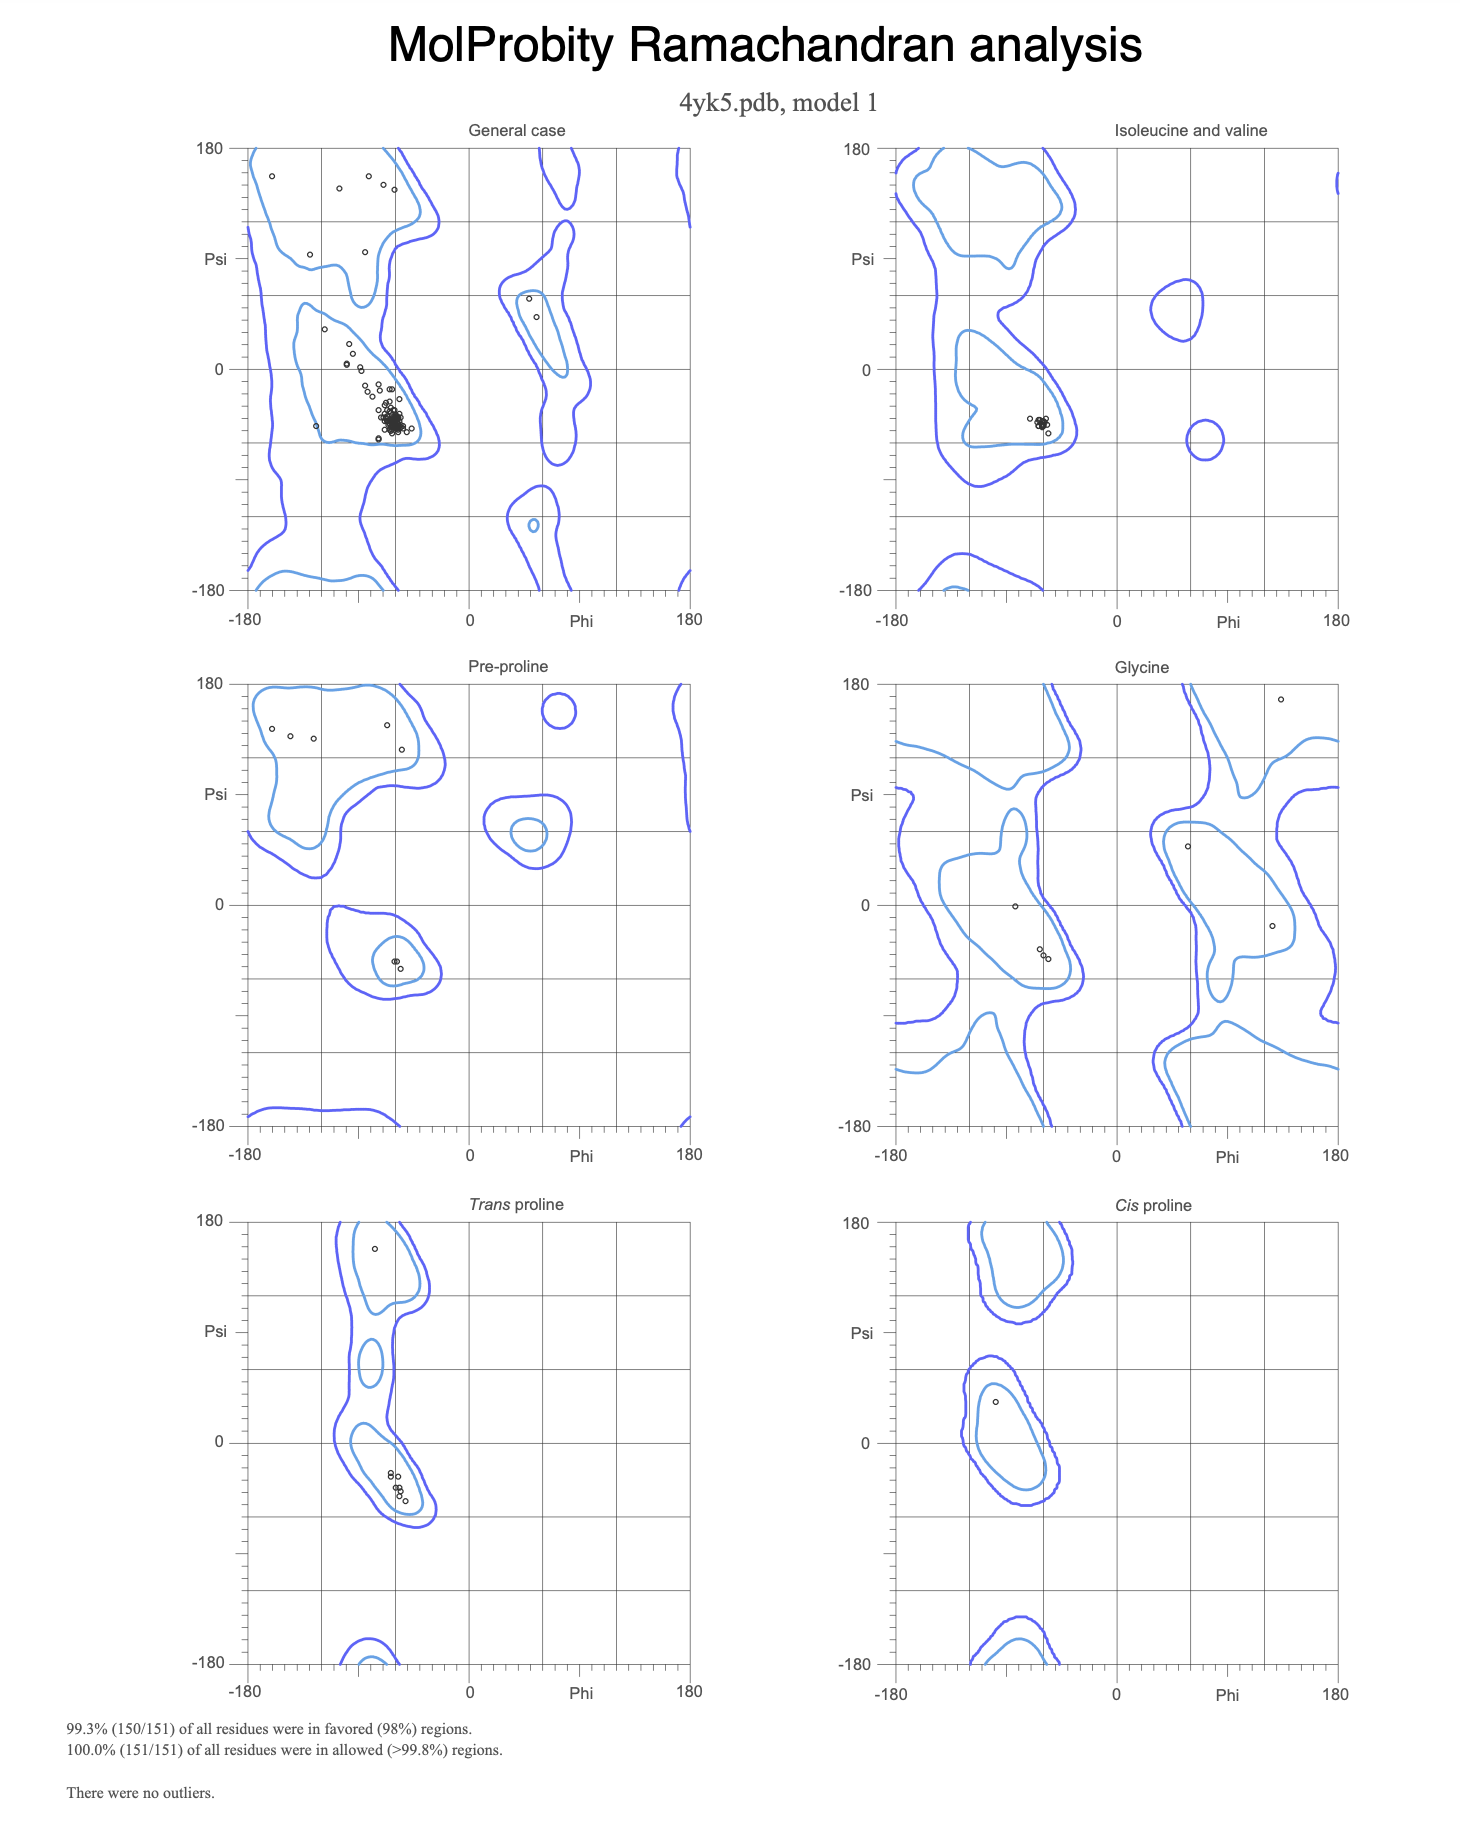 MolProbity Ramachandran analysis
4yk5.pdb, model 1
General case
180
Psi
0
-180
-180
0
Phi
180
Isoleucine and valine
180
Psi
0
-180
-180
0
Phi
180
Pre-proline
180
Psi
0
-180
-180
0
Phi
180
Glycine
180
Psi
0
-180
-180
0
Phi
180
Trans proline
180
Psi
0
-180
-180
0
Phi
180
Cis proline
180
Psi
0
-180
-180
0
Phi
180
99.3% (150/151) of all residues were in favored (98%) regions.
100.0% (151/151) of all residues were in allowed (>99.8%) regions.
There were no outliers.